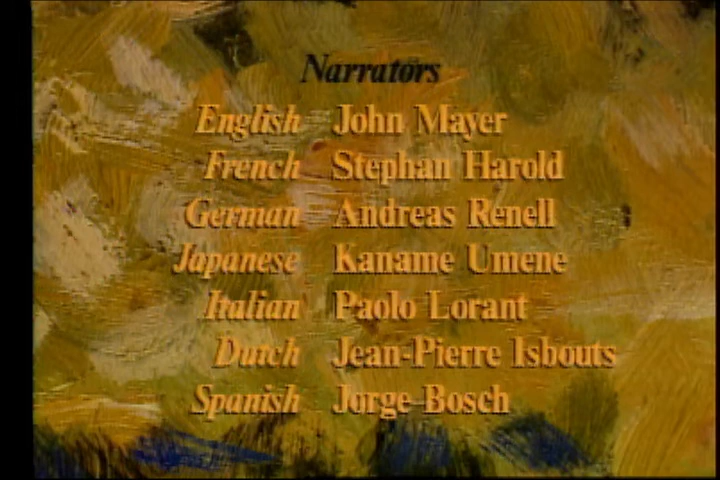 Narrators
English John Mayer
French Stephan Harold
German Andreas Renell
Japanese Kaname Umene
Italian Paolo Lorant
Dutch Jean-Pierre Isbouts
Spanish Jorge Bosch